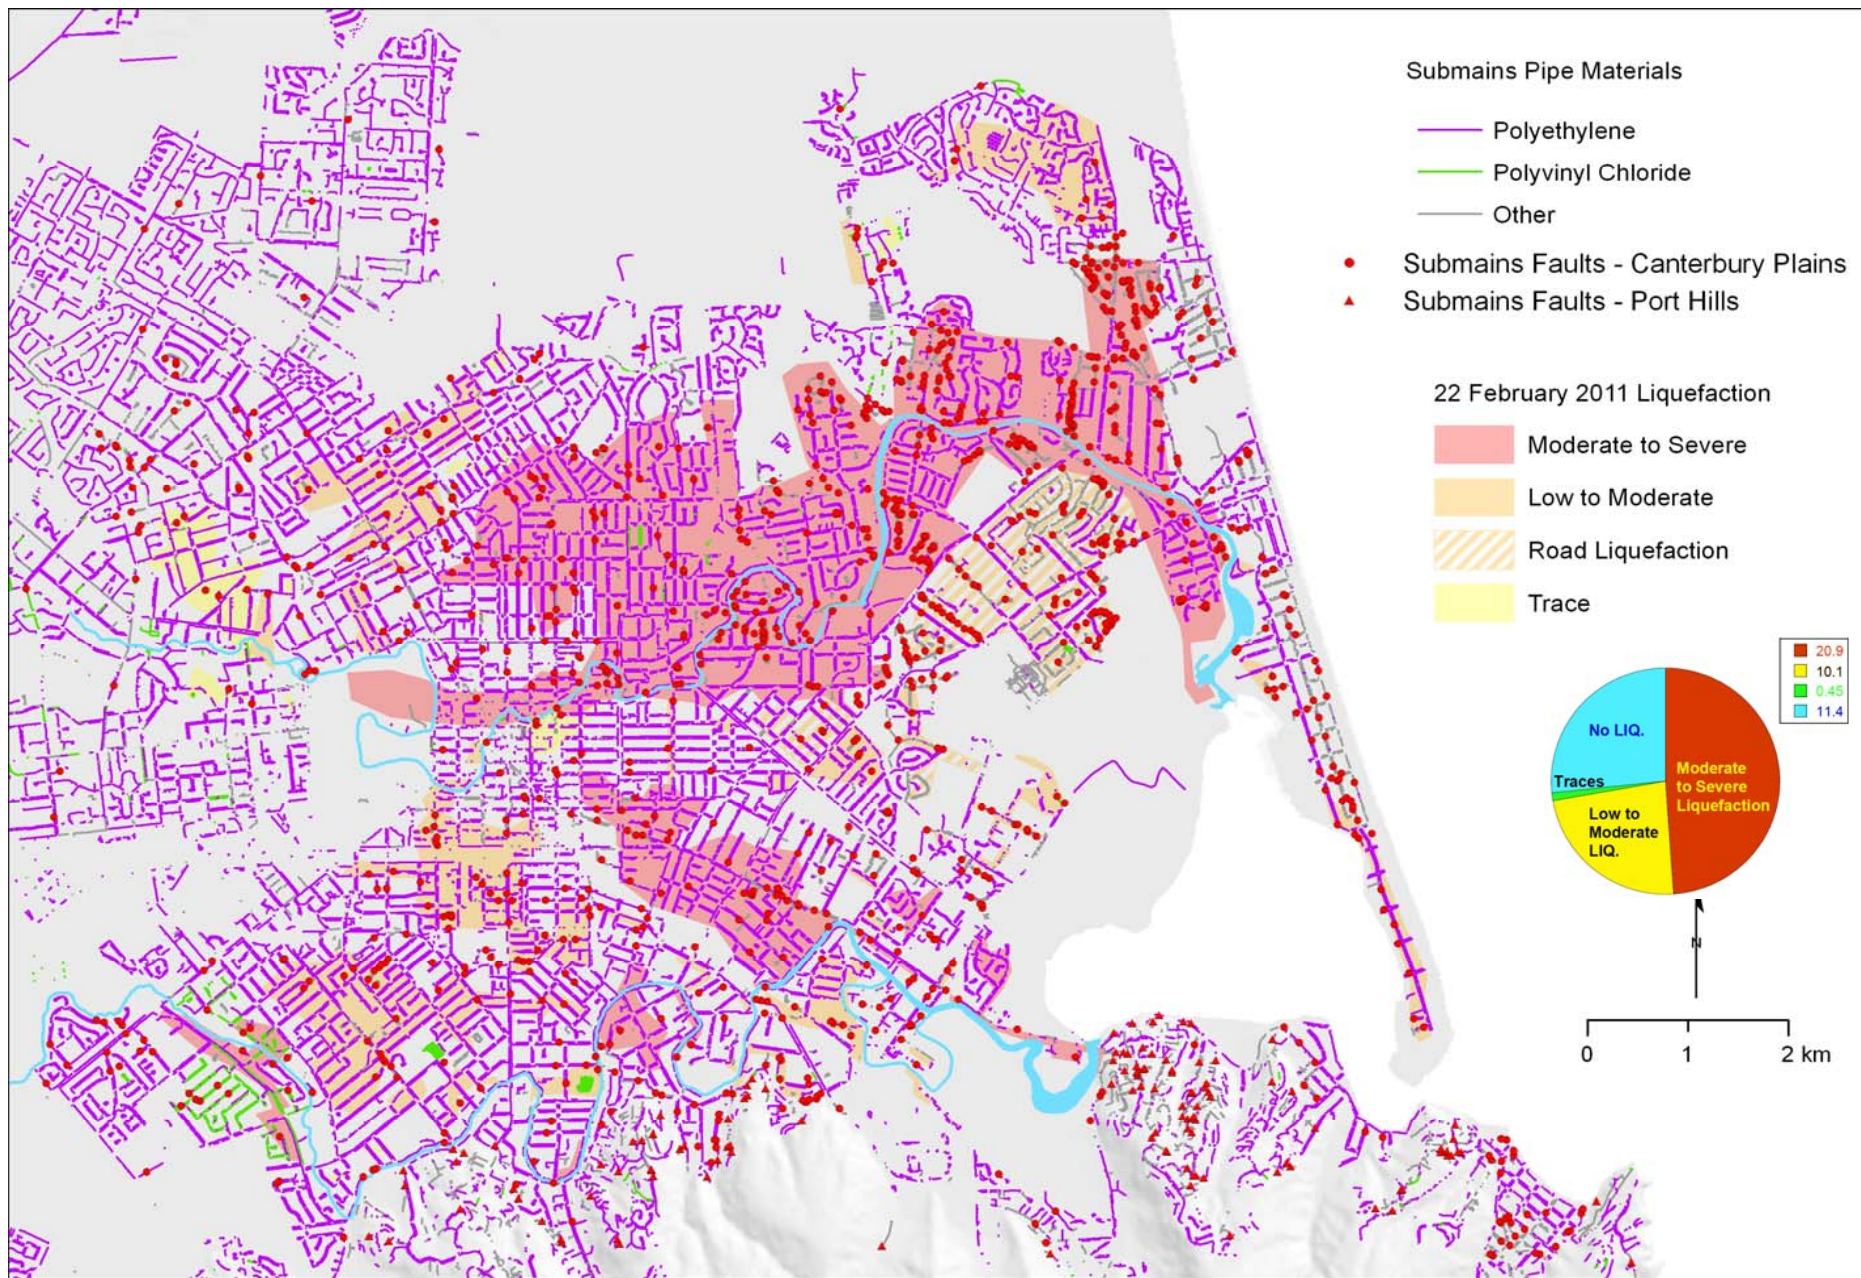 Submains Pipe Materials
Polyethylene
Polyvinyl Chloride
Other
Submains Faults - Canterbury Plains
Submains Faults - Port Hills
22 February 2011 Liquefaction
Moderate to Severe
Low to Moderate
Road Liquefaction
Trace
20.9
10.1
0.45
11.4
No LIQ.
Traces
Moderate
to Severe
Liquefaction
Low to
Moderate
LIQ.
N
0 1 2 km